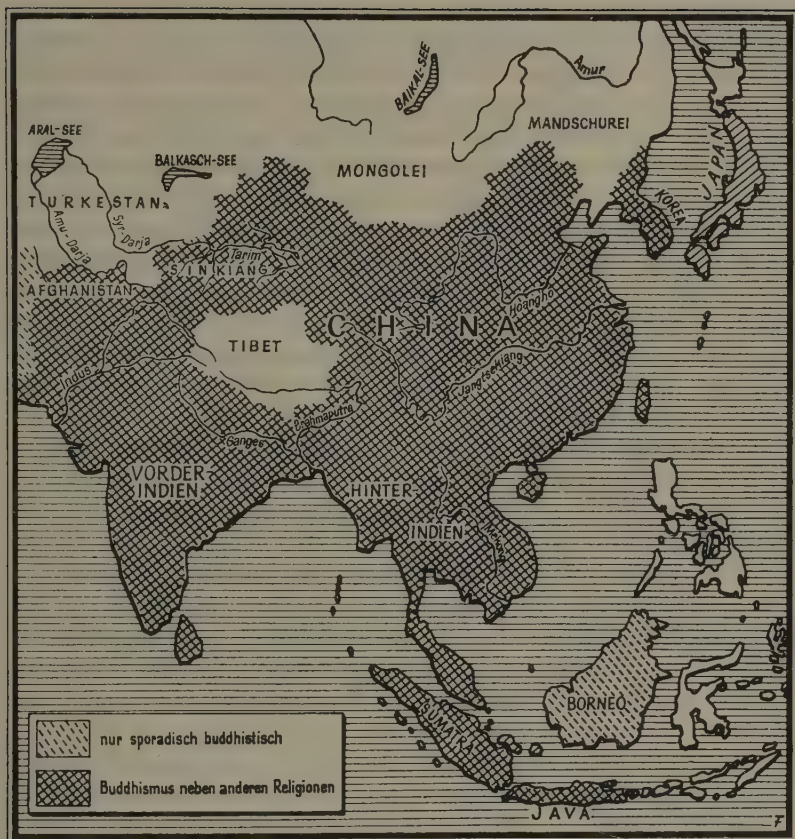 BAIKAL-SEE
Amur
ARAL-SEE
BALKASCH-SEE
MONGOLEI
MANDSCHUREI
JAPAN
KOREA
TURKESTAN
Amu-Darja
Syr-Darja
Tarim
SINKIANG
AFGHANISTAN
CHINA
Hoangho
TIBET
Indus
Jangtsekiang
Brahmaputra
Ganges
VORDER
INDIEN
HINTER
INDIEN
Mekong
BORNEO
SUMATRA
JAVA
nur sporadisch buddhistisch
Buddhismus neben anderen Religionen
F